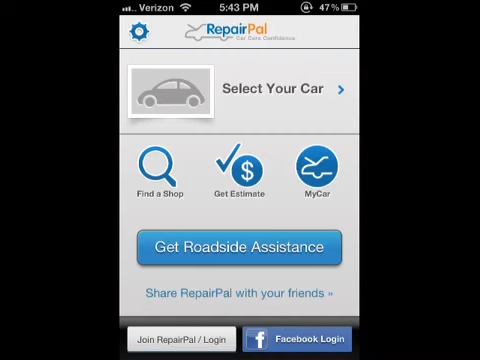 Verizon 5:43 PM 47%
RepairPal
Car Care Confidence
Select Your Car
Find a Shop Get Estimate MyCar
Get Roadside Assistance
Share RepairPal with your friends »
Join RepairPal / Login f Facebook Login